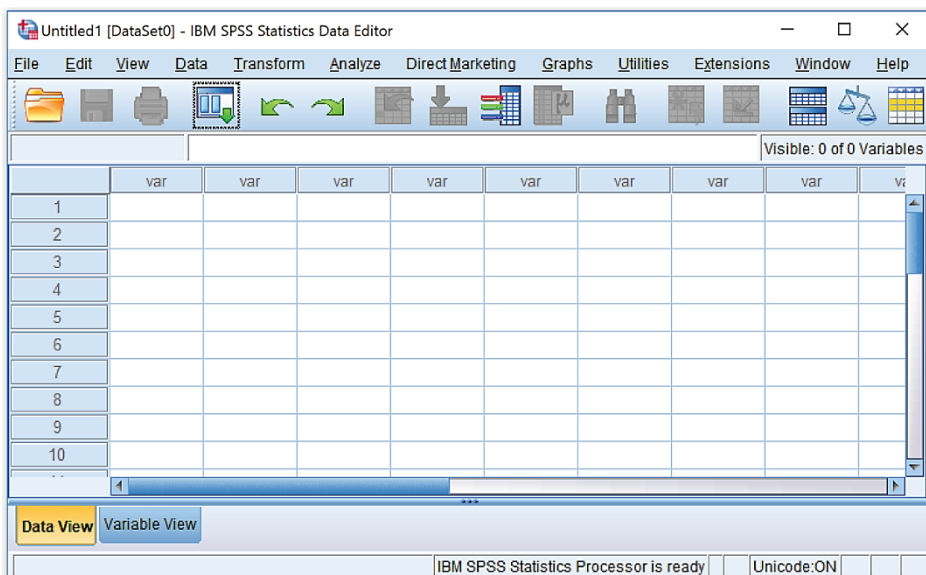 Untitled1 [DataSet0] - IBM SPSS Statistics Data Editor
File Edit View Data Transform Analyze Direct Marketing Graphs Utilities Extensions Window Help
Visible: 0 of 0 Variables
var var var var var var var var
1
2
3
4
5
6
7
8
9
10
Data View Variable View
IBM SPSS Statistics Processor is ready Unicode:ON